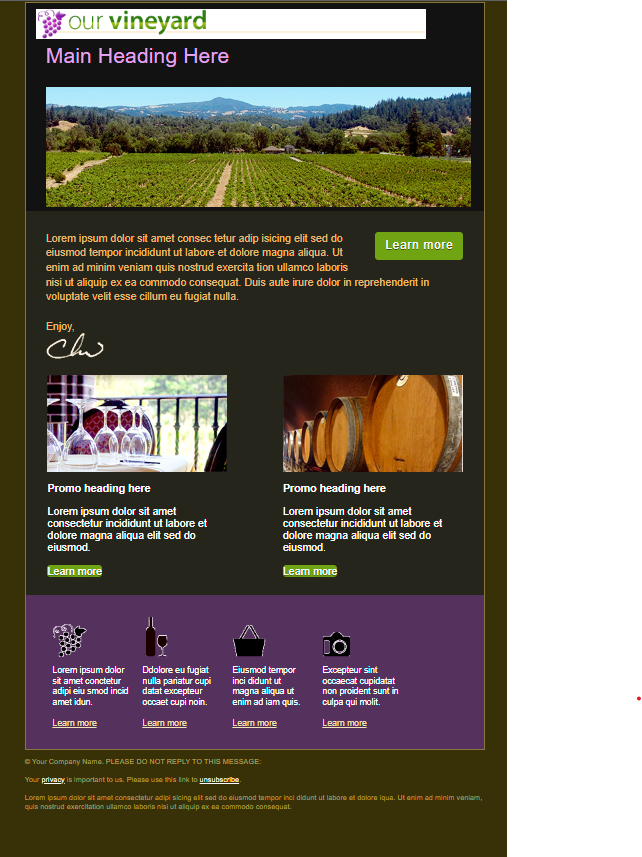 our vineyard
Main Heading Here
Lorem ipsum dolor sit amet consec tetur adip isicing elit sed do
eiusmod tempor incididunt ut labore et dolore magna aliqua. Ut
enim ad minim veniam quis nostrud exercita tion ullamco laboris
nisi ut aliquip ex ea commodo consequat. Duis aute irure dolor in reprehenderit in
voluptate velit esse cillum eu fugiat nulla.
Learn more
Enjoy,
Promo heading here
Lorem ipsum dolor sit amet
consectetur incididunt ut labore et
dolore magna aliqua elit sed do
eiusmod.
Learn more
Promo heading here
Lorem ipsum dolor sit amet
consectetur incididunt ut labore et
dolore magna aliqua elit sed do
eiusmod.
Learn more
Lorem ipsum dolor
sit amet conctetur
adipi eiu smod incid
amet idun.
Learn more
Ddolore eu fugiat
nulla pariatur cupi
datat excepteur
occaet cupi noin.
Learn more
Eiusmod tempor
inci didunt ut
magna aliqua ut
enim ad iam quis.
Learn more
Excepteur sint
occaecat cupidatat
non proident sunt in
culpa qui molit.
Learn more
© Your Company Name. PLEASE DO NOT REPLY TO THIS MESSAGE:
Your privacy is important to us. Please use this link to unsubscribe.
Lorem ipsum dolor sit amet consectetur adipi sicing elit sed do eiusmod tempor inci didunt ut labore et dolore iqua. Ut enim ad minim veniam,
quis nostrud exercitation ullamco laboris nisi ut aliquip ex ea commodo consequat.